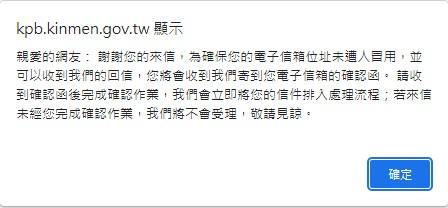 kpb.kinmen.gov.tw 顯示
親愛的網友： 謝謝您的來信，為確保您的電子信箱位址未遭人冒用，並
可以收到我們的回信，您將會收到我們寄到您電子信箱的確認函。 請收
到確認函後完成確認作業，我們會立即將您的信件排入處理流程；若來信
未經您完成確認作業，我們將不會受理，敬請見諒。
確定